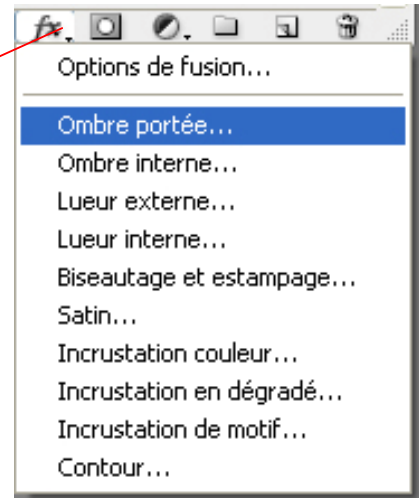 fx.
Options de fusion...
Ombre portée...
Ombre interne...
Lueur externe...
Lueur interne...
Biseautage et estampage...
Satin...
Incrustation couleur...
Incrustation en dégradé...
Incrustation de motif...
Contour...